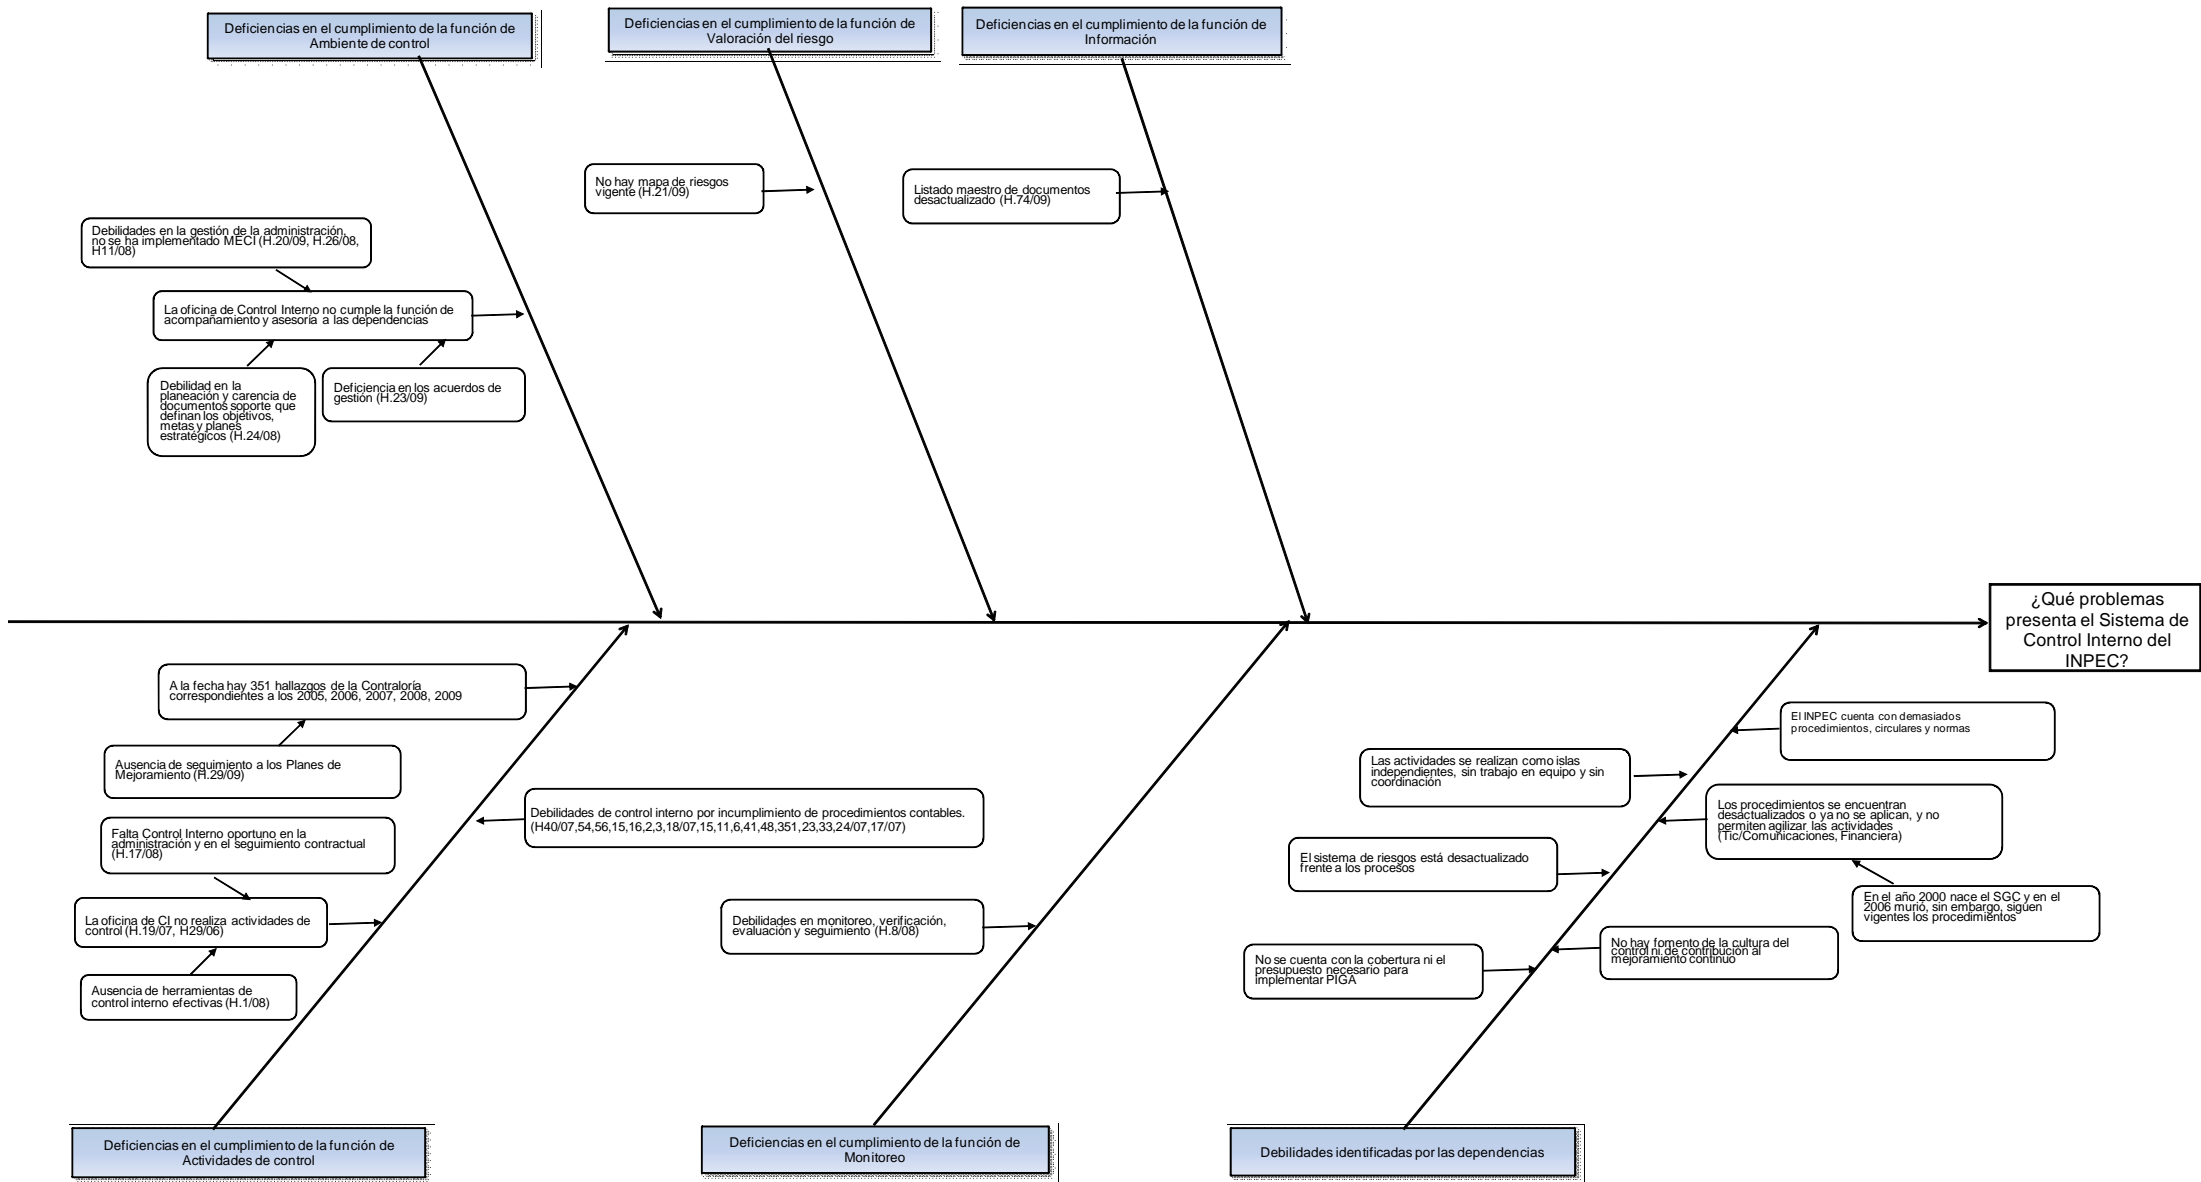 Deficiencias en el cumplimiento de la función de
Ambiente de control
Deficiencias en el cumplimiento de la función de
Valoración del riesgo
Deficiencias en el cumplimiento de la función de
Información
No hay mapa de riesgos
vigente (H.21/09)
Listado maestro de documentos
desactualizado (H.74/09)
Debilidades en la gestión de la administración,
no se ha implementado MECI (H.20/09, H.26/08,
H11/08)
La oficina de Control Interno no cumple la función de
acompañamiento y asesoría a las dependencias
Debilidad en la
planeación y carencia de
documentos soporte que
definan los objetivos,
metas y planes
estratégicos (H.24/08)
Deficiencia en los acuerdos de
gestión (H.23/09)
¿Qué problemas
presenta el Sistema de
Control Interno del
INPEC?
A la fecha hay 351 hallazgos de la Contraloría
correspondientes a los 2005, 2006, 2007, 2008, 2009
Ausencia de seguimiento a los Planes de
Mejoramiento (H.29/09)
Debilidades de control interno por incumplimiento de procedimientos contables.
(H40/07,54,56,15,16,2,3,18/07,15,11,6,41,48,351,23,33,24/07,17/07)
Falta Control Interno oportuno en la
administración y en el seguimiento contractual
(H.17/08)
La oficina de CI no realiza actividades de
control (H.19/07, H29/06)
Ausencia de herramientas de
control interno efectivas (H.1/08)
Debilidades en monitoreo, verificación,
evaluación y seguimiento (H.8/08)
El INPEC cuenta con demasiados
procedimientos, circulares y normas
Las actividades se realizan como islas
independientes, sin trabajo en equipo y sin
coordinación
Los procedimientos se encuentran
desactualizados o ya no se aplican, y no
permiten agilizar las actividades
(Tic/Comunicaciones, Financiera)
El sistema de riesgos está desactualizado
frente a los procesos
En el año 2000 nace el SGC y en el
2006 murió, sin embargo, siguen
vigentes los procedimientos
No hay fomento de la cultura del
control ni de contribución al
mejoramiento continuo
No se cuenta con la cobertura ni el
presupuesto necesario para
implementar PIGA
Deficiencias en el cumplimiento de la función de
Actividades de control
Deficiencias en el cumplimiento de la función de
Monitoreo
Debilidades identificadas por las dependencias